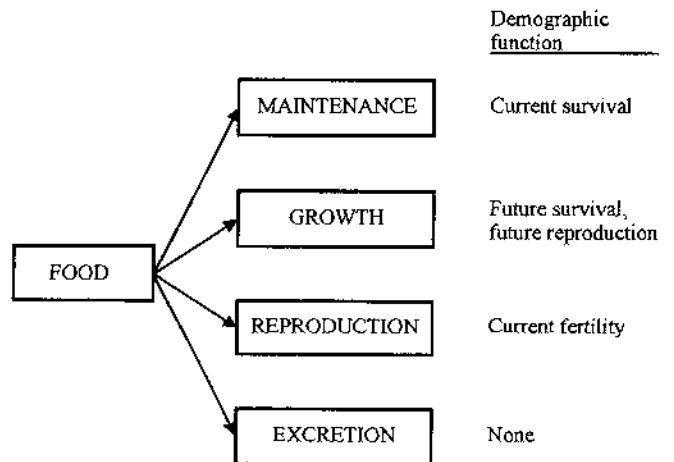 Demographic
function
MAINTENANCE
Current survival
GROWTH
Future survival,
future reproduction
FOOD
REPRODUCTION
Current fertility
EXCRETION
None